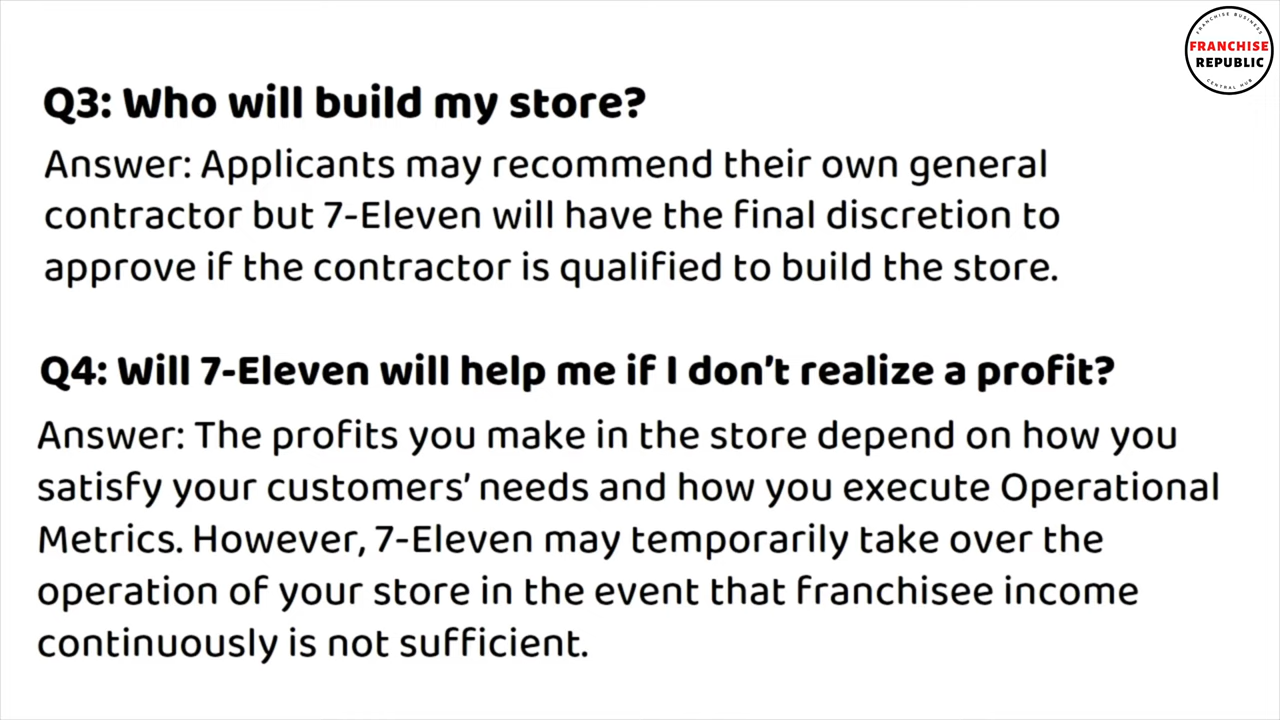 FRANCHISE BUSINESS
FRANCHISE
REPUBLIC
CENTRAL HUB
Q3: Who will build my store?
Answer: Applicants may recommend their own general
contractor but 7-Eleven will have the final discretion to
approve if the contractor is qualified to build the store.
Q4: Will 7-Eleven will help me if I don’t realize a profit?
Answer: The profits you make in the store depend on how you
satisfy your customers’ needs and how you execute Operational
Metrics. However, 7-Eleven may temporarily take over the
operation of your store in the event that franchisee income
continuously is not sufficient.